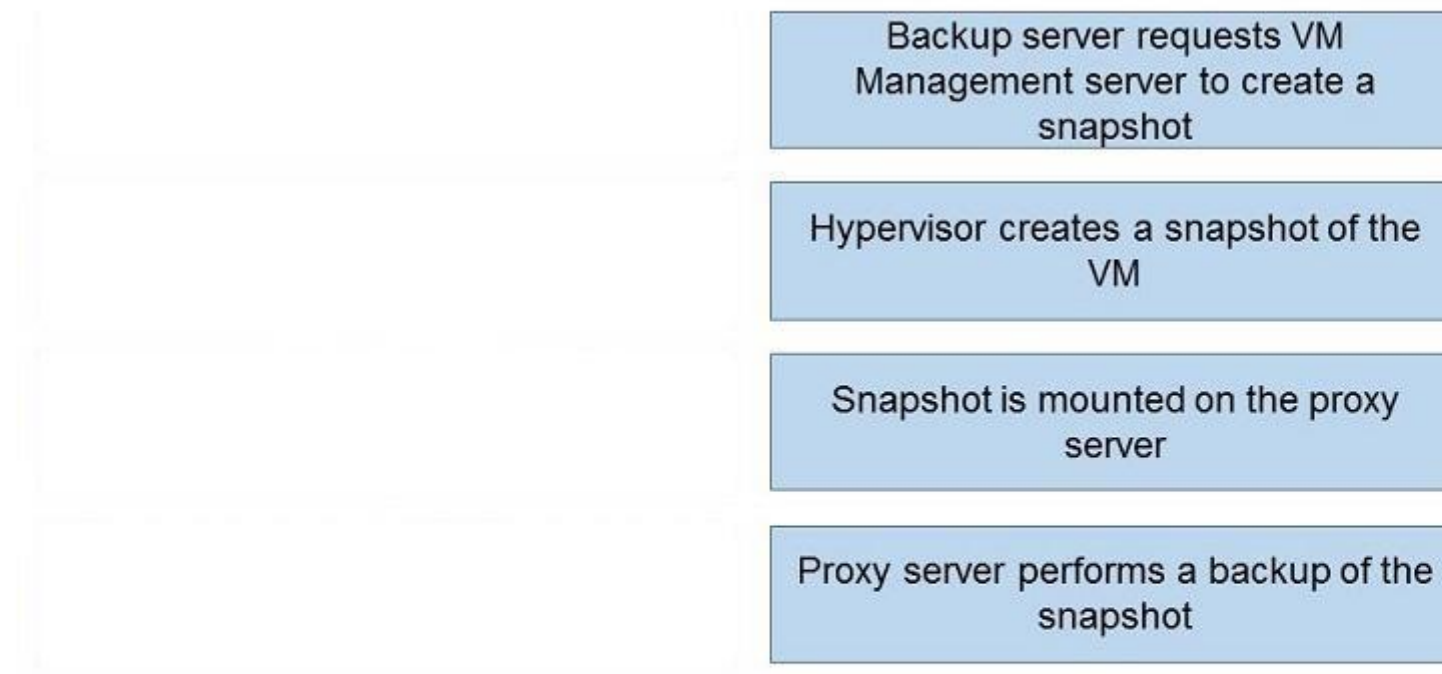 Backup server requests VM
Management server to create a
snapshot
Hypervisor creates a snapshot of the
VM
Snapshot is mounted on the proxy
server
Proxy server performs a backup of the
snapshot